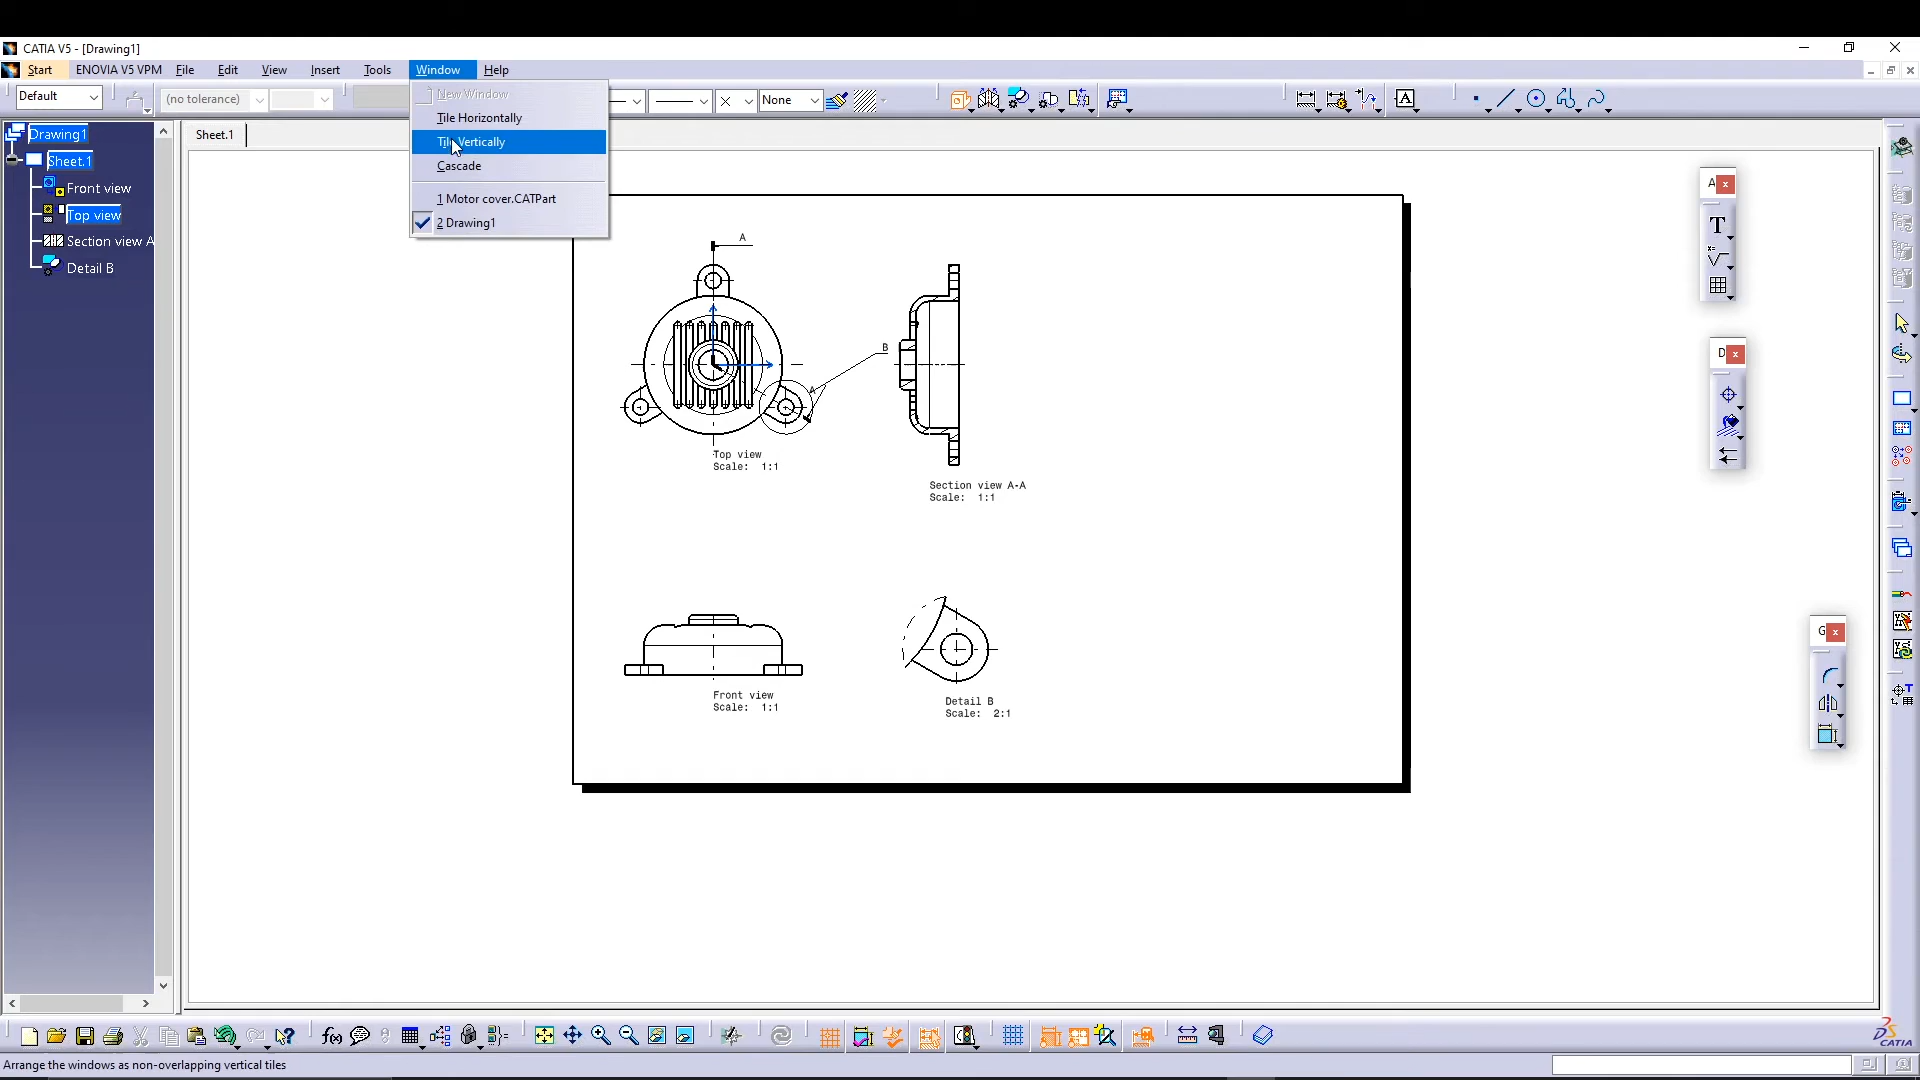 CATIA V5 - [Drawing1]
Start ENOVIA V5 VPM File Edit View Insert Tools Window Help
Default
(no tolerance)
None
New Window
Tile Horizontally
Tile Vertically
Cascade
1 Motor cover.CATPart
2 Drawing1
Drawing1
Sheet.1
Front view
Top view
Section view A
Detail B
Sheet.1
A
B
A
Top view
Scale: 1:1
Section view A-A
Scale: 1:1
Front view
Scale: 1:1
Detail B
Scale: 2:1
A
D
G
CATIA
Arrange the windows as non-overlapping vertical tiles